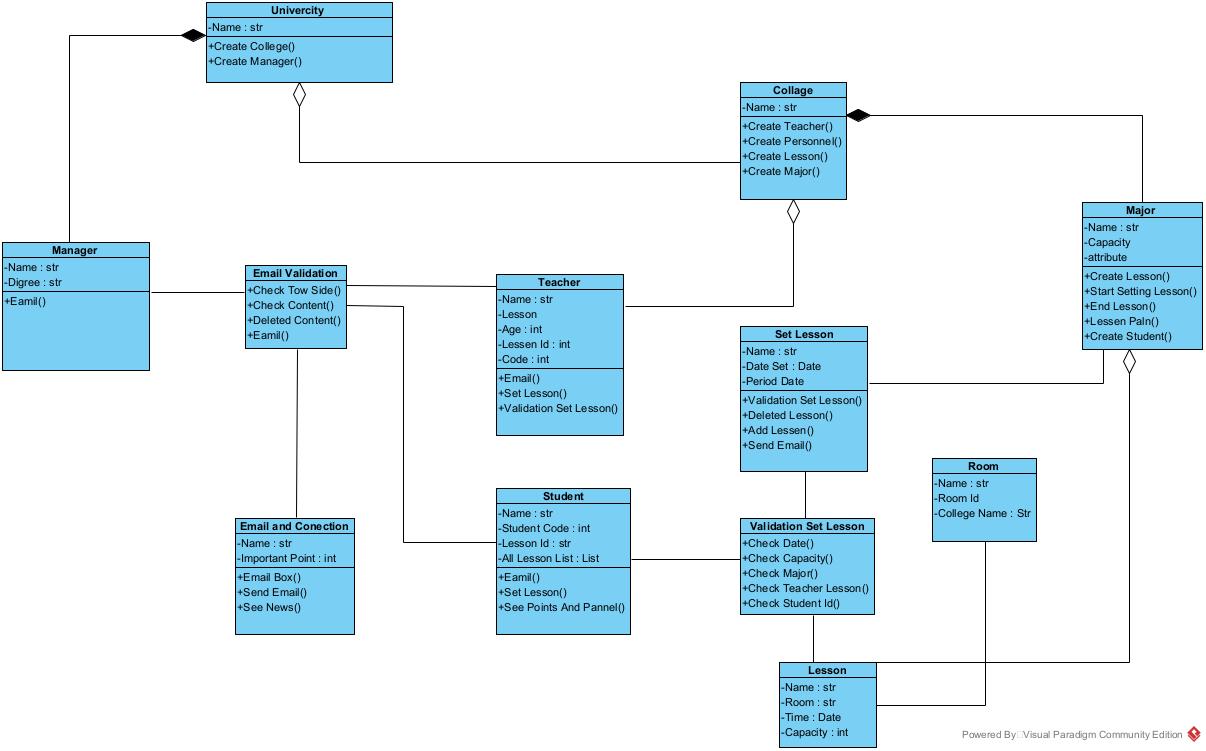 Univercity
-Name : str
+Create College()
+Create Manager()
Collage
-Name : str
+Create Teacher()
+Create Personnel()
+Create Lesson()
+Create Major()
Major
-Name : str
-Capacity
-attribute
+Create Lesson()
+Start Setting Lesson()
+End Lesson()
+Lessen Paln()
+Create Student()
Manager
-Name : str
-Digree : str
+Eamil()
Email Validation
+Check Tow Side()
+Check Content()
+Deleted Content()
+Eamil()
Teacher
-Name : str
-Lesson
-Age : int
-Lessen Id : int
-Code : int
+Email()
+Set Lesson()
+Validation Set Lesson()
Set Lesson
-Name : str
-Date Set : Date
-Period Date
+Validation Set Lesson()
+Deleted Lesson()
+Add Lessen()
+Send Email()
Room
-Name : str
-Room Id
-College Name : Str
Email and Conection
-Name : str
-Important Point : int
+Email Box()
+Send Email()
+See News()
Student
-Name : str
-Student Code : int
-Lesson Id : str
-All Lesson List : List
+Eamil()
+Set Lesson()
+See Points And Pannel()
Validation Set Lesson
+Check Date()
+Check Capacity()
+Check Major()
+Check Teacher Lesson()
+Check Student Id()
Lesson
-Name : str
-Room : str
-Time : Date
-Capacity : int
Powered By Visual Paradigm Community Edition